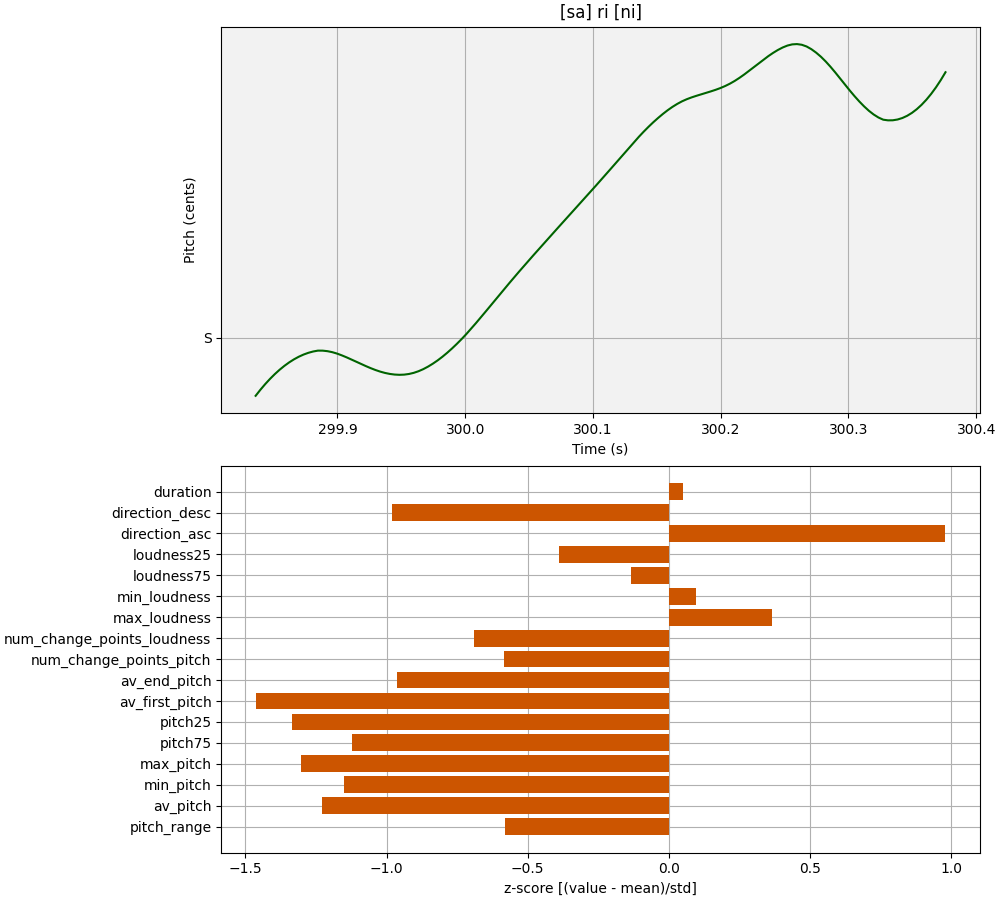 [sa] ri [ni]
Pitch (cents)
S
299.9 300.0 300.1 300.2 300.3 300.4
Time (s)
duration
direction_desc
direction_asc
loudness25
loudness75
min_loudness
max_loudness
num_change_points_loudness
num_change_points_pitch
av_end_pitch
av_first_pitch
pitch25
pitch75
max_pitch
min_pitch
av_pitch
pitch_range
−1.5 −1.0 −0.5 0.0 0.5 1.0
z-score [(value - mean)/std]